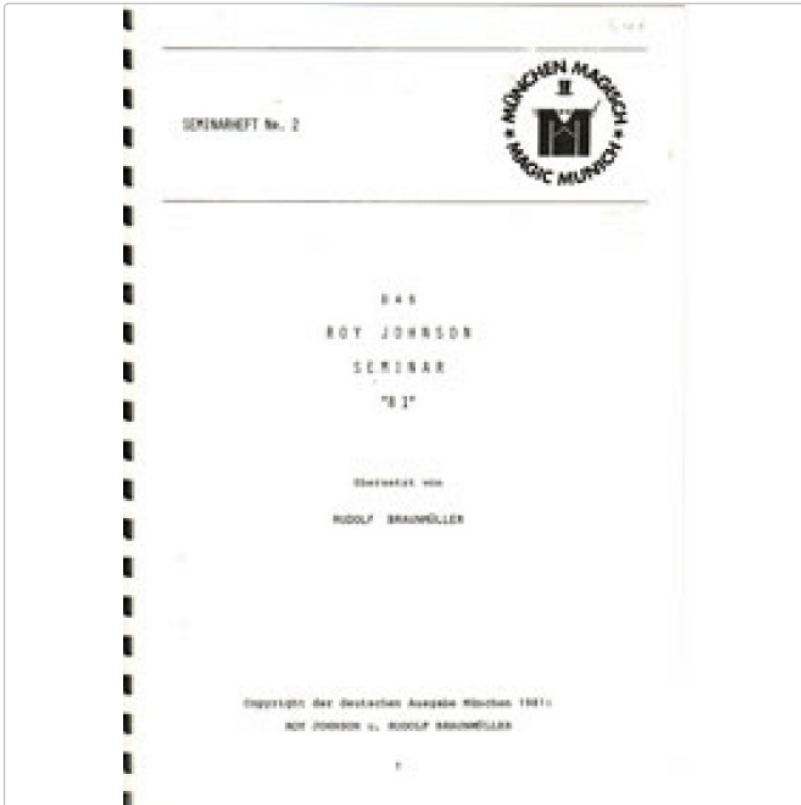 SEMINARHEFT No. 2
MÜNCHEN MAGISCH
MAGIC MUNICH
DAS
ROY JOHNSON
SEMINAR
Übersetzt von
RUDOLF BRAUNMÜLLER
Copyright der deutschen Ausgabe München 1981:
ROY JOHNSON u. RUDOLF BRAUNMÜLLER